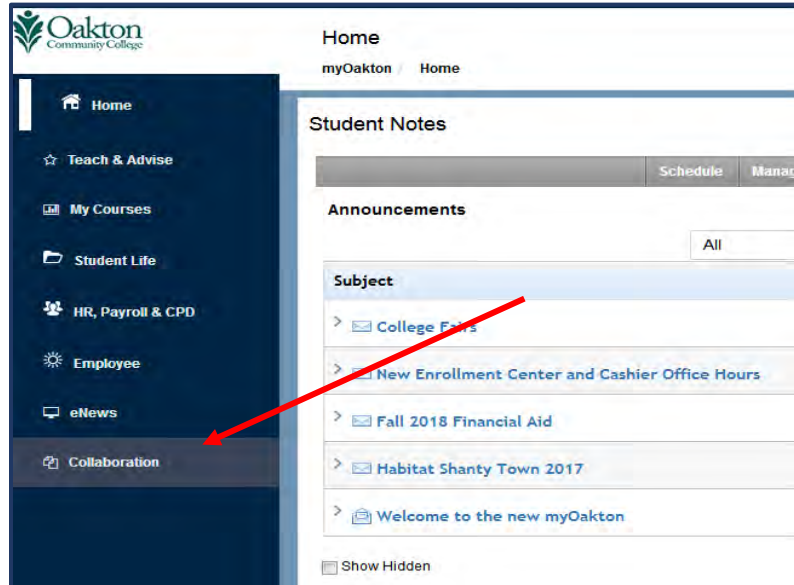 Oakton
Community College
Home
Teach & Advise
My Courses
Student Life
HR, Payroll & CPD
Employee
eNews
Collaboration
Home
myOakton / Home
Student Notes
Schedule Manag
Announcements
All
Subject
College Fairs
New Enrollment Center and Cashier Office Hours
Fall 2018 Financial Aid
Habitat Shanty Town 2017
Welcome to the new myOakton
Show Hidden